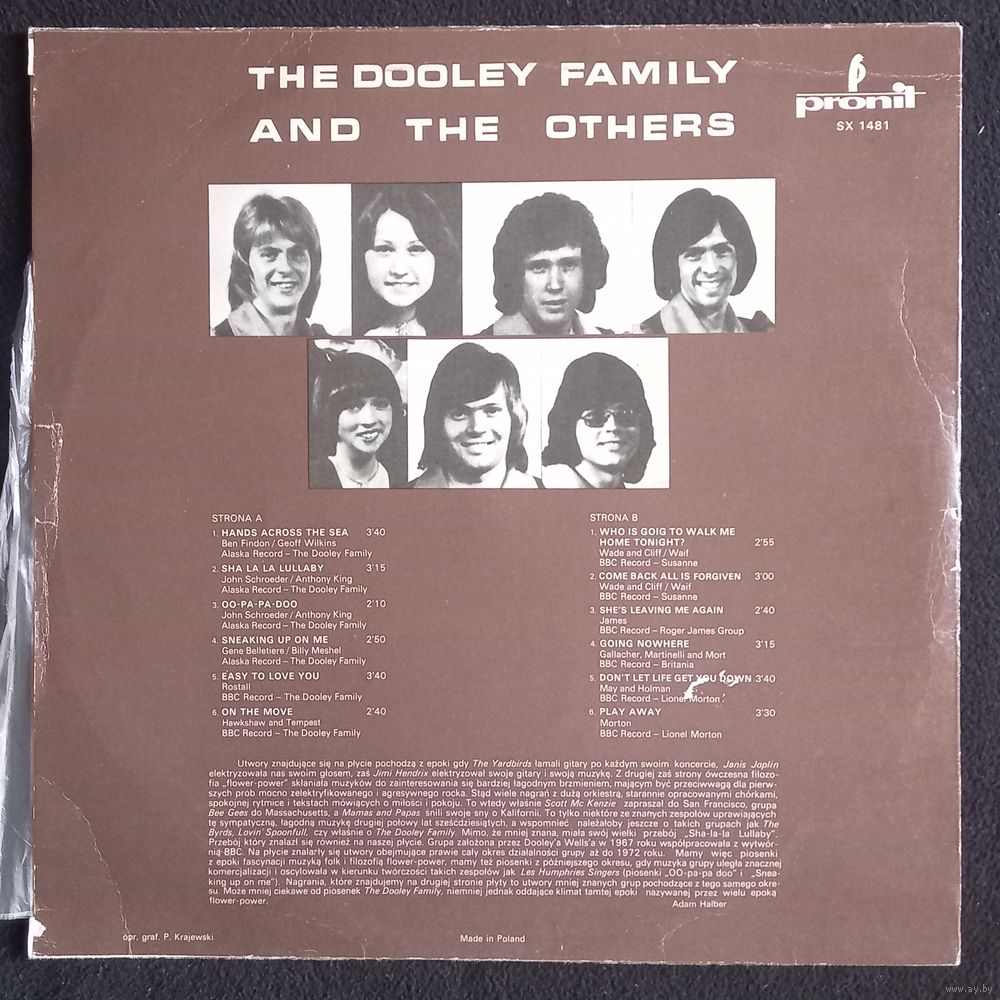 THE DOOLEY FAMILY
AND THE OTHERS
pronit
SX 1481
STRONA A
1. HANDS ACROSS THE SEA 3'40
Ben Findon/Geoff Wilkins
Alaska Record – The Dooley Family
2. SHA LA LA LULLABY 3'15
John Schroeder/Anthony King
Alaska Record – The Dooley Family
3. OO-PA-PA-DOO 2'10
John Schroeder/Anthony King
Alaska Record – The Dooley Family
4. SNEAKING UP ON ME 2'50
Gene Belletiere/Billy Meshel
Alaska Record – The Dooley Family
5. EASY TO LOVE YOU 3'40
Rostall
BBC Record – The Dooley Family
6. ON THE MOVE 2'40
Hawkshaw and Tempest
BBC Record – The Dooley Family
STRONA B
1. WHO IS GOIG TO WALK ME
HOME TONIGHT? 2'55
Wade and Cliff/Waif
BBC Record – Susanne
2. COME BACK ALL IS FORGIVEN 3'00
Wade and Cliff/Waif
BBC Record – Susanne
3. SHE'S LEAVING ME AGAIN 2'40
James
BBC Record – Roger James Group
4. GOING NOWHERE 3'15
Gallacher, Martinelli and Mort
BBC Record – Britania
5. DON'T LET LIFE GET YOU DOWN 3'40
May and Holman
BBC Record – Lionel Morton
6. PLAY AWAY 3'30
Morton
BBC Record – Lionel Morton
Utwory znajdujące się na płycie pochodzą z epoki gdy The Yardbirds łamali gitary po każdym swoim koncercie, Janis Joplin
elektryzowała nas swoim głosem, zaś Jimi Hendrix elektryzował swoje gitary i swoją muzykę. Z drugiej zaś strony ówczesna filozo-
fia „flower-power” skłaniała muzyków do zainteresowania się bardziej łagodnym brzmieniem, mającym być przeciwwagą dla pierw-
szych prób mocno zelektryfikowanego i agresywnego rocka. Stąd wiele nagrań z dużą orkiestrą, starannie opracowanymi chórkami,
spokojnej rytmice i tekstach mówiących o miłości i pokoju. To wtedy właśnie Scott Mc Kenzie zapraszał do San Francisco, grupa
Bee Gees do Massachusetts, a Mamas and Papas śnili swoje sny o Kalifornii. To tylko niektóre ze znanych zespołów uprawiających
tę sympatyczną, łagodną muzykę drugiej połowy lat sześćdziesiątych, a wspomnieć należałoby jeszcze o takich grupach jak The
Byrds, Lovin' Spoonfull, czy właśnie o The Dooley Family. Mimo, że mniej znana, miała swój wielki przebój „Sha-la-la Lullaby”.
Przebój który znalazł się również na naszej płycie. Grupa założona przez Dooley'a Wells'a w 1967 roku współpracowała z wytwór-
nią BBC. Na płycie znalarły się utwory obejmujące prawie cały okres działalności grupy aż do 1972 roku. Mamy więc piosenki
z epoki fascynacji muzyką folk i filozofią flower-power, mamy też piosenki z późniejszego okresu, gdy muzyka grupy uległa znacznej
komercjalizacji i oscylowała w kierunku twórczości takich zespołów jak Les Humphries Singers (piosenki „OO-pa-pa doo” i „Snea-
king up on me”). Nagrania, które znajdujemy na drugiej stronie płyty to utwory mniej znanych grup pochodzące z tego samego okre-
su. Może mniej ciekawe od piosenek The Dooley Family, niemniej jednak oddające klimat tamtej epoki nazywanej przez wielu epoką
flower-power.
Adam Halber
opr. graf. P. Krajewski
Made in Poland
www.ay.by